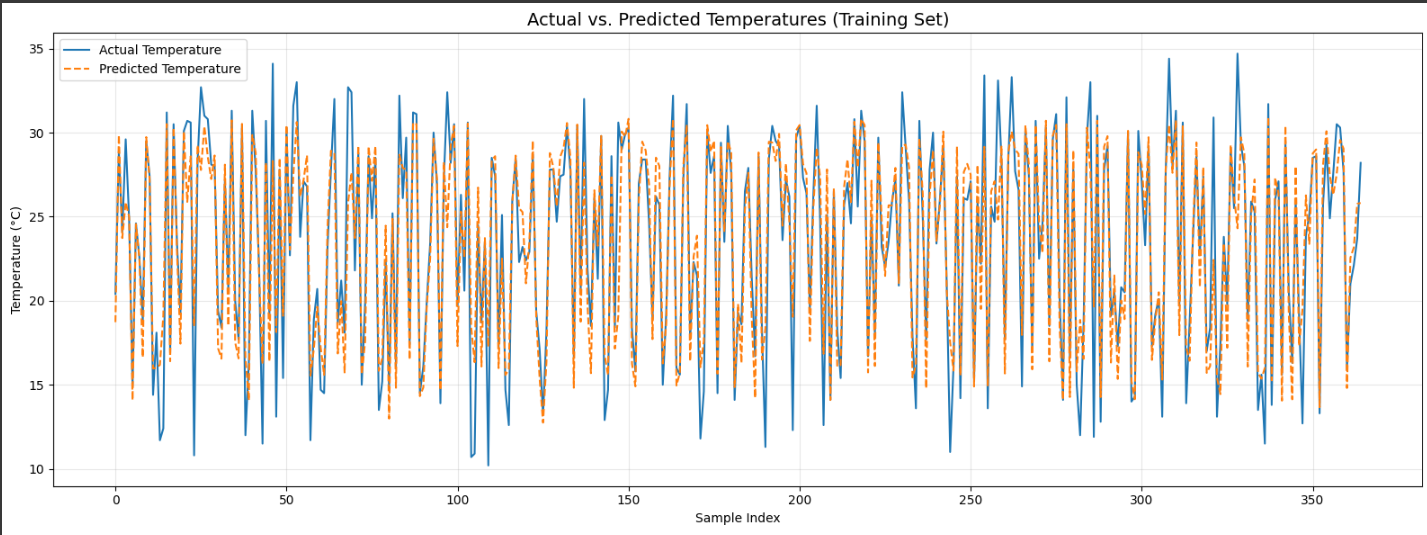 Actual vs. Predicted Temperatures (Training Set)
Actual Temperature
Predicted Temperature
Temperature (°C)
35
30
25
20
15
10
0 50 100 150 200 250 300 350
Sample Index